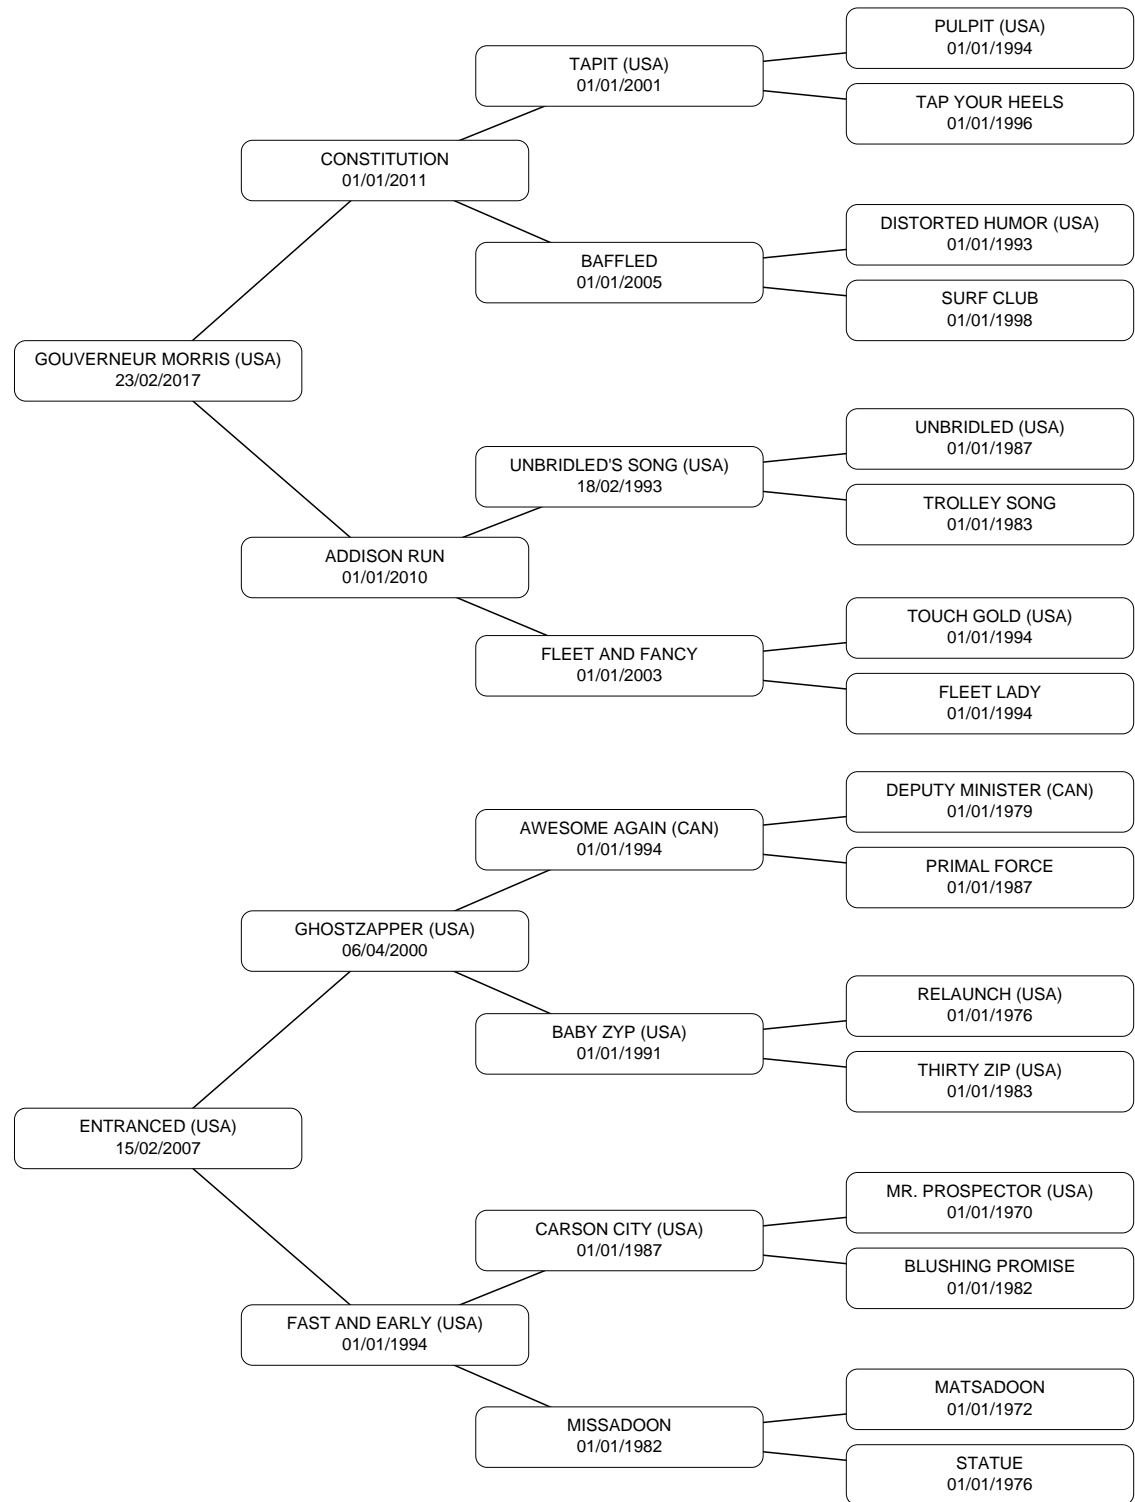 PULPIT (USA)
01/01/1994
TAPIT (USA)
01/01/2001
TAP YOUR HEELS
01/01/1996
CONSTITUTION
01/01/2011
DISTORTED HUMOR (USA)
01/01/1993
BAFFLED
01/01/2005
SURF CLUB
01/01/1998
GOUVERNEUR MORRIS (USA)
23/02/2017
UNBRIDLED (USA)
01/01/1987
UNBRIDLED'S SONG (USA)
18/02/1993
TROLLEY SONG
01/01/1983
ADDISON RUN
01/01/2010
TOUCH GOLD (USA)
01/01/1994
FLEET AND FANCY
01/01/2003
FLEET LADY
01/01/1994
DEPUTY MINISTER (CAN)
01/01/1979
AWESOME AGAIN (CAN)
01/01/1994
PRIMAL FORCE
01/01/1987
GHOSTZAPPER (USA)
06/04/2000
RELAUNCH (USA)
01/01/1976
BABY ZYP (USA)
01/01/1991
THIRTY ZIP (USA)
01/01/1983
ENTRANCED (USA)
15/02/2007
MR. PROSPECTOR (USA)
01/01/1970
CARSON CITY (USA)
01/01/1987
BLUSHING PROMISE
01/01/1982
FAST AND EARLY (USA)
01/01/1994
MATSADOON
01/01/1972
MISSADOON
01/01/1982
STATUE
01/01/1976